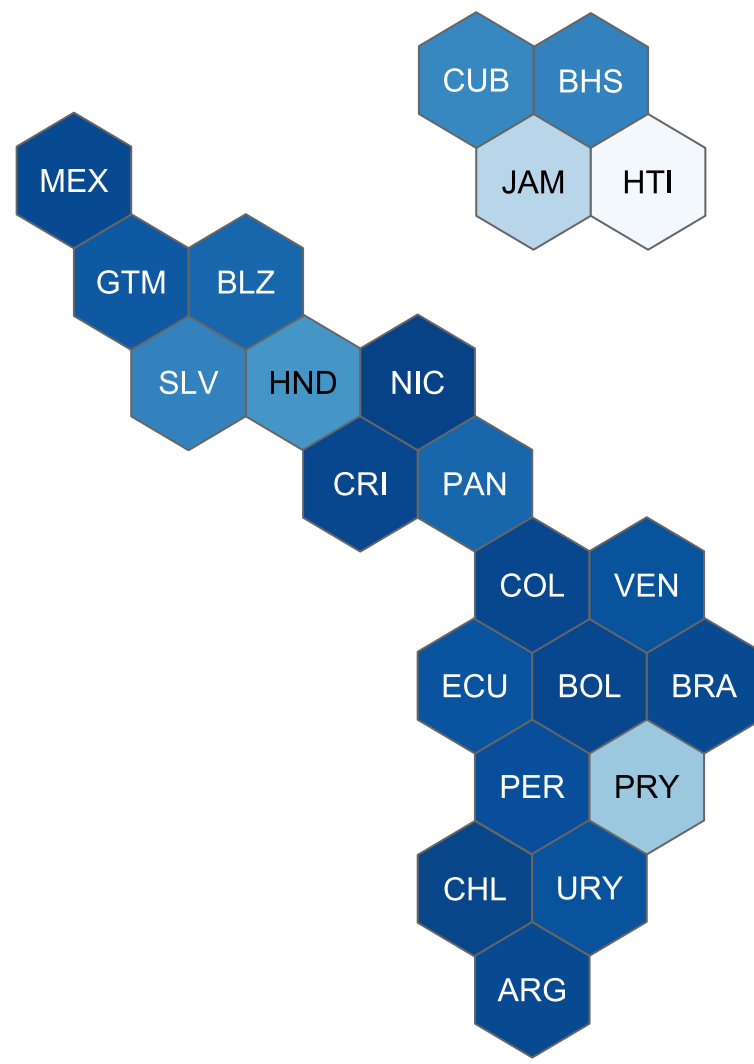 CUB BHS
MEX JAM HTI
GTM BLZ
SLV HND NIC
CRI PAN
COL VEN
ECU BOL BRA
PER PRY
CHL URY
ARG